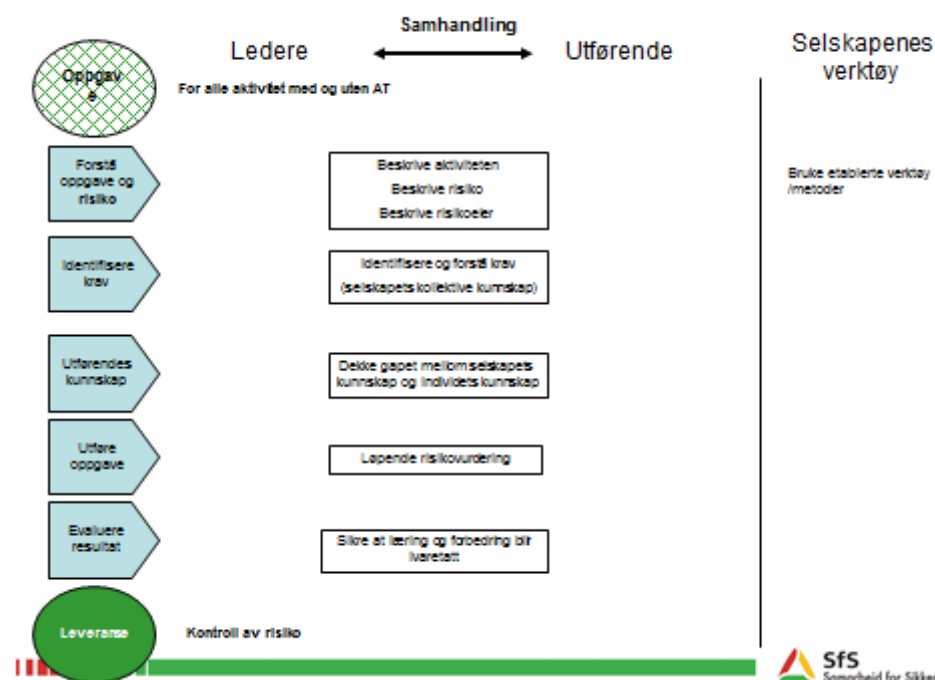 Samhandling
Ledere
Utførende
Selskapenes
verktøy
Oppgav
e
For alle aktivitet med og uten AT
Forstå
oppgave og
risiko
Beskrive aktiviteten
Beskrive risiko
Beskrive risikoeier
Bruke etablerte verktøy
/metoder
Identifisere
krav
Identifisere og forstå krav
(selskapets kollektive kunnskap)
Utførendes
kunnskap
Dekke gapet mellom selskapets
kunnskap og individets kunnskap
Utføre
oppgave
Løpende risikovurdering
Evaluere
resultat
Sikre at læring og forbedring blir
ivaretatt
Leveranse
Kontroll av risiko
SfS
Samarbeid for Sikker